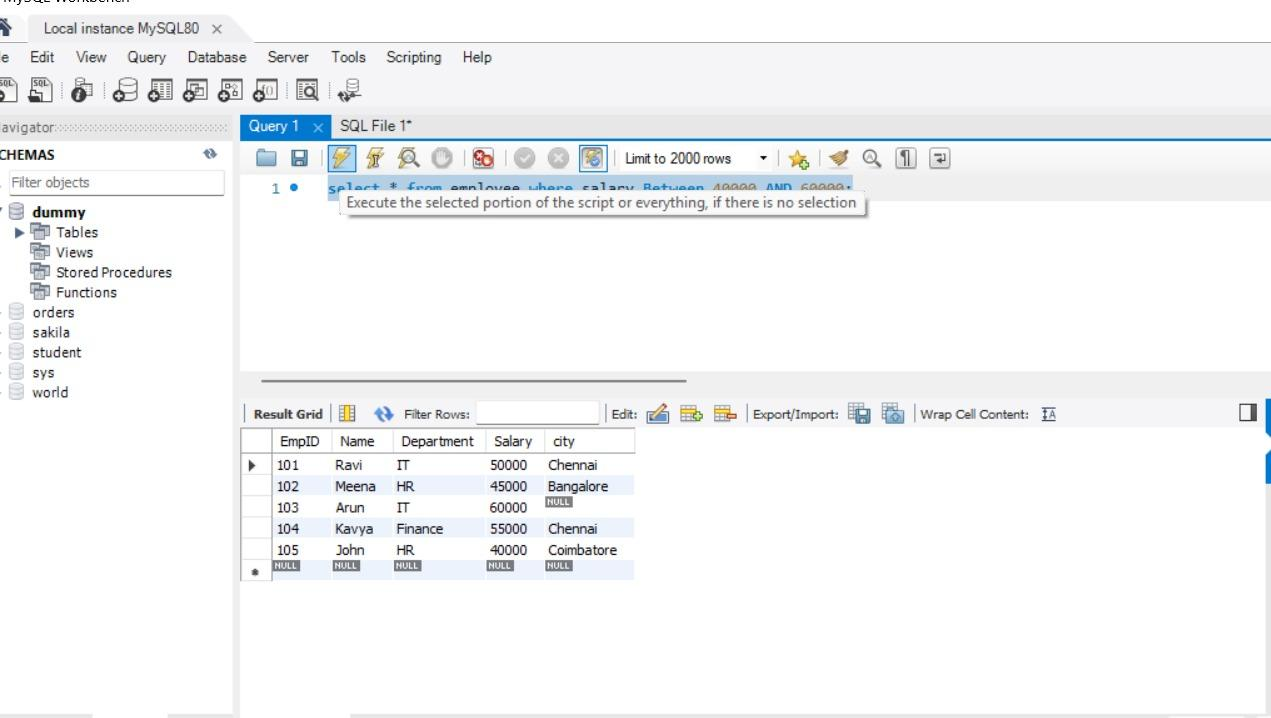 MySQL Workbench
Local instance MySQL80
Edit View Query Database Server Tools Scripting Help
Query 1 SQL File 1*
SCHEMAS
Filter objects
dummy
Tables
Views
Stored Procedures
Functions
orders
sakila
student
sys
world
Limit to 2000 rows
1 select * from employee where salary Between 40000 AND 60000;
Execute the selected portion of the script or everything, if there is no selection
Result Grid Filter Rows: Edit: Export/Import: Wrap Cell Content: IA
EmpID Name Department Salary city
101 Ravi IT 50000 Chennai
102 Meena HR 45000 Bangalore
103 Arun IT 60000 NULL
104 Kavya Finance 55000 Chennai
105 John HR 40000 Coimbatore
NULL NULL NULL NULL NULL